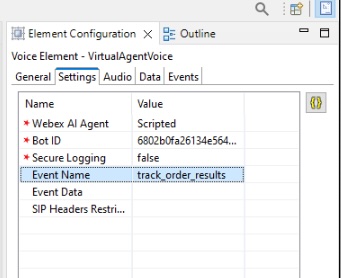 Element Configuration
Outline
Voice Element - VirtualAgentVoice
General Settings Audio Data Events
Name Value
* Webex AI Agent Scripted
* Bot ID 6802b0fa26134e564...
* Secure Logging false
Event Name track_order_results
Event Data
SIP Headers Restri...